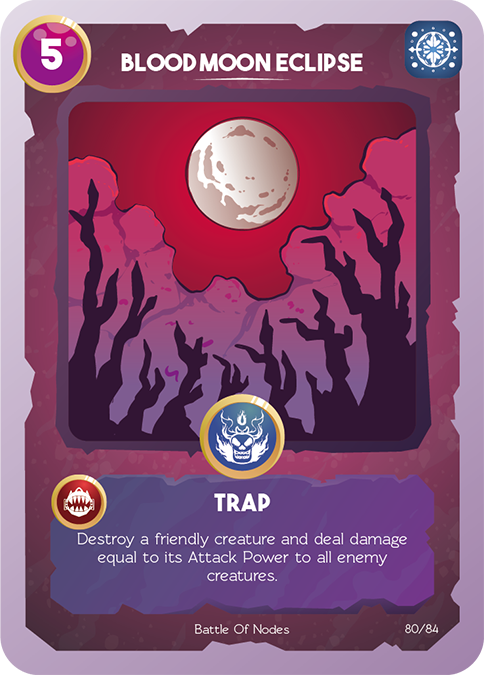 5
BLOOD MOON ECLIPSE
TRAP
Destroy a friendly creature and deal damage
equal to its Attack Power to all enemy
creatures.
Battle Of Nodes
80/84